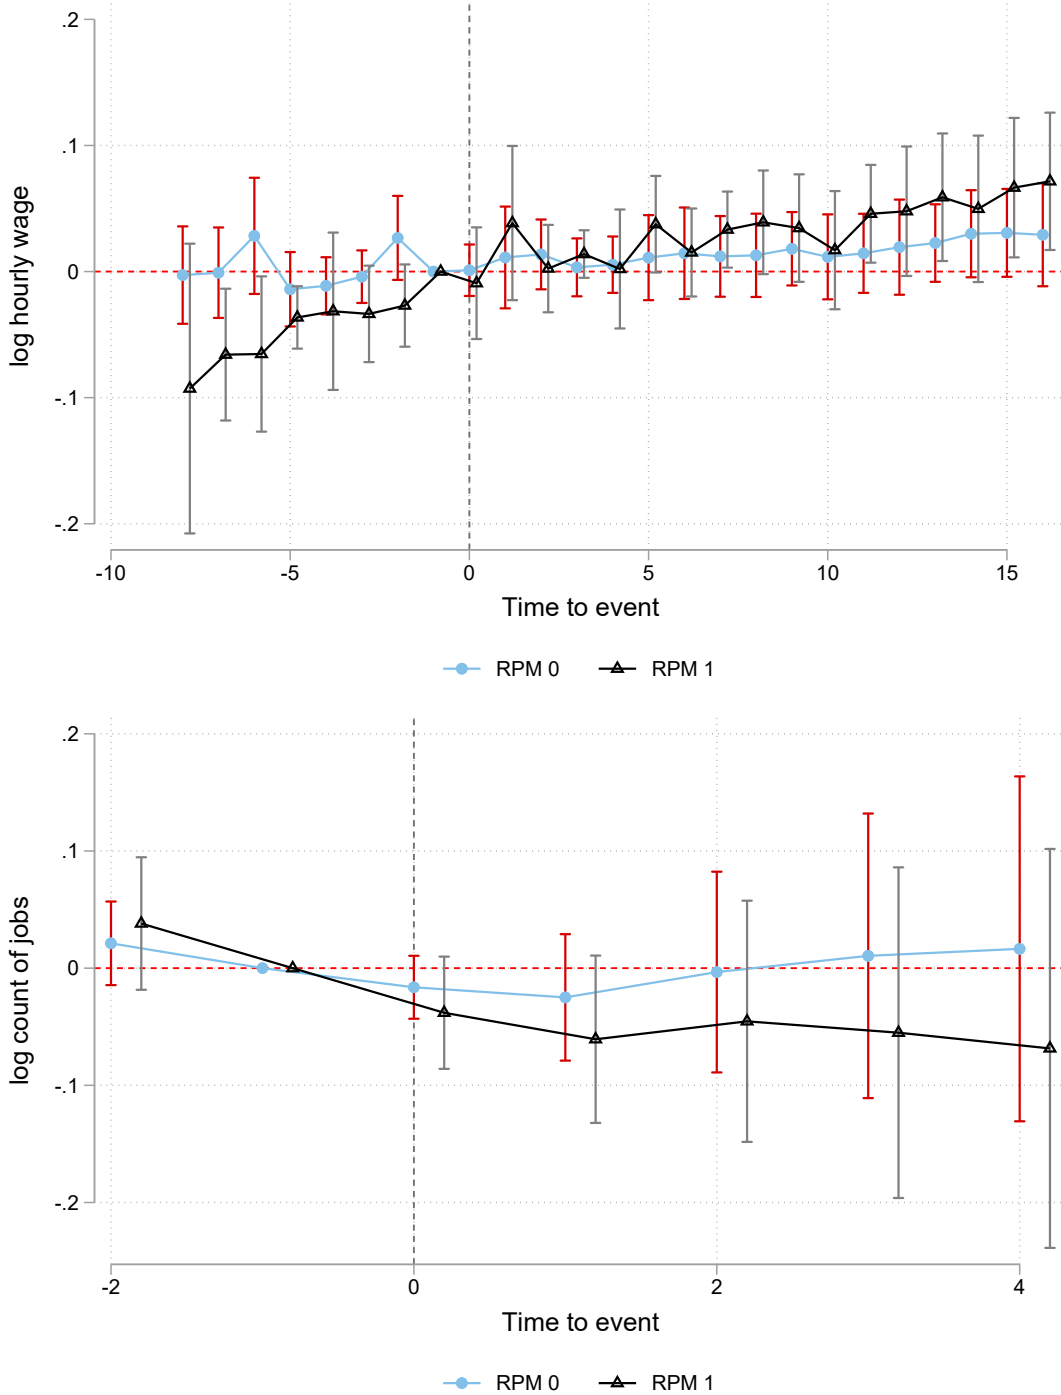 .2
.1
0
-.1
-.2
log hourly wage
-10 -5 0 5 10 15
Time to event
RPM 0 RPM 1
.2
.1
0
-.1
-.2
log count of jobs
-2 0 2 4
Time to event
RPM 0 RPM 1